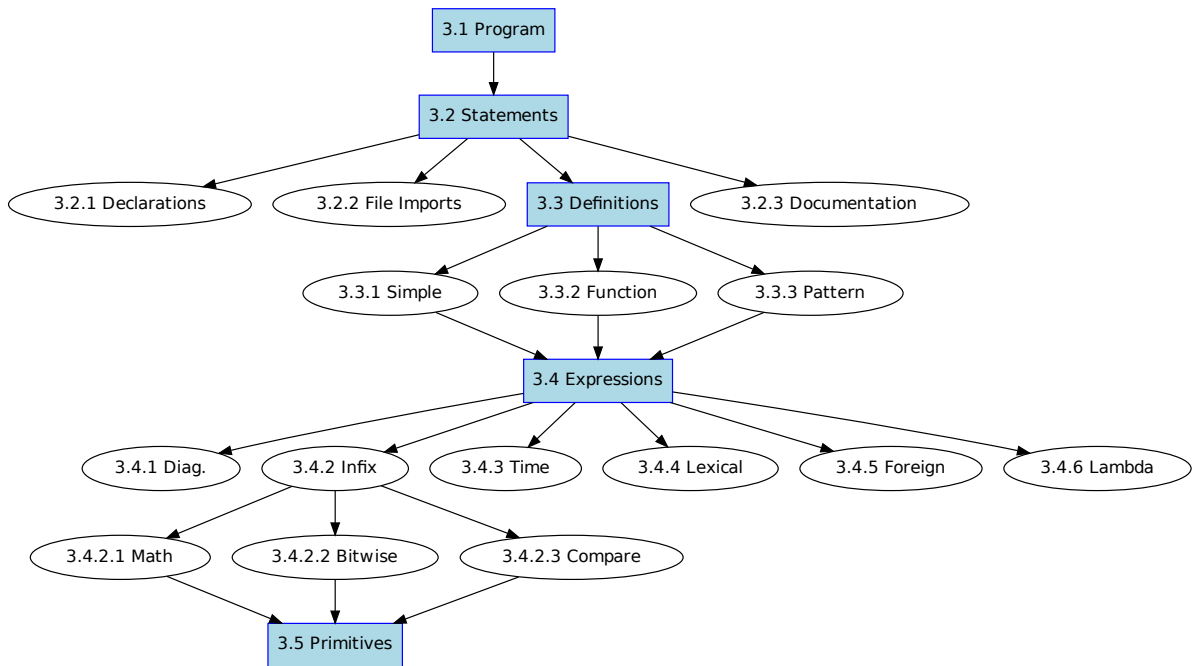 3.1 Program
3.2 Statements
3.2.1 Declarations
3.2.2 File Imports
3.3 Definitions
3.2.3 Documentation
3.3.1 Simple
3.3.2 Function
3.3.3 Pattern
3.4 Expressions
3.4.1 Diag.
3.4.2 Infix
3.4.3 Time
3.4.4 Lexical
3.4.5 Foreign
3.4.6 Lambda
3.4.2.1 Math
3.4.2.2 Bitwise
3.4.2.3 Compare
3.5 Primitives